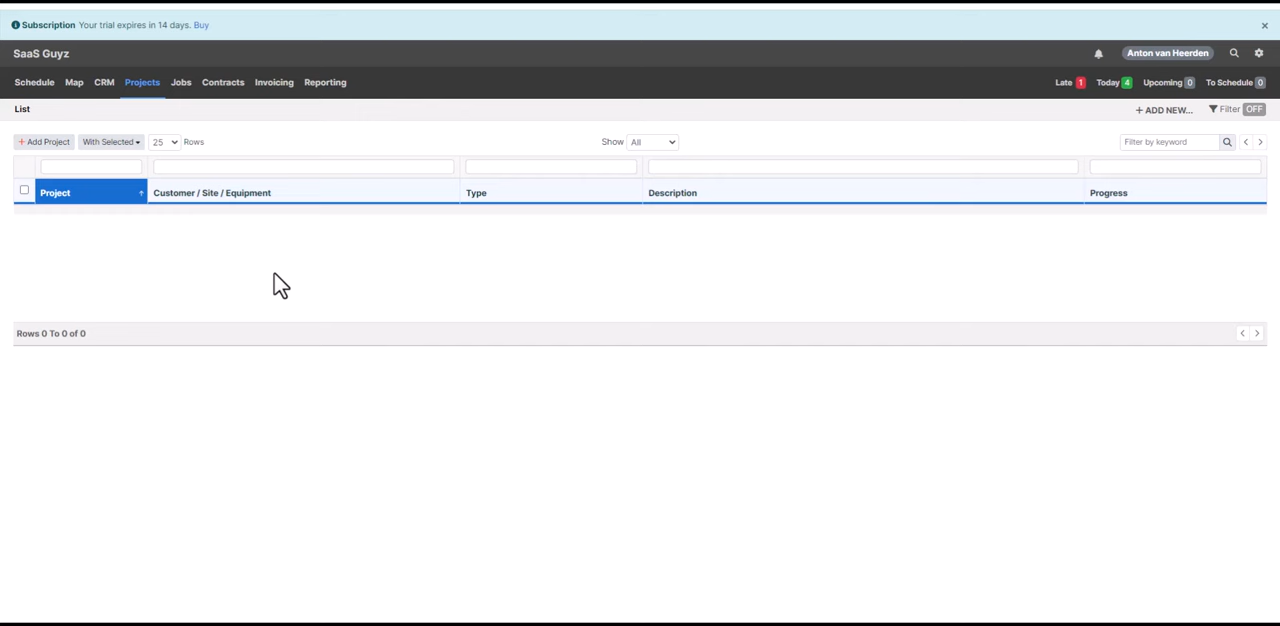 Subscription Your trial expires in 14 days. Buy
SaaS Guyz
Anton van Heerden
Schedule Map CRM Projects Jobs Contracts Invoicing Reporting
Late 1 Today 4 Upcoming 0 To Schedule 0
List
+ ADD NEW... Filter OFF
+ Add Project With Selected 25 Rows Show All Filter by keyword
Project Customer / Site / Equipment Type Description Progress
Rows 0 To 0 of 0